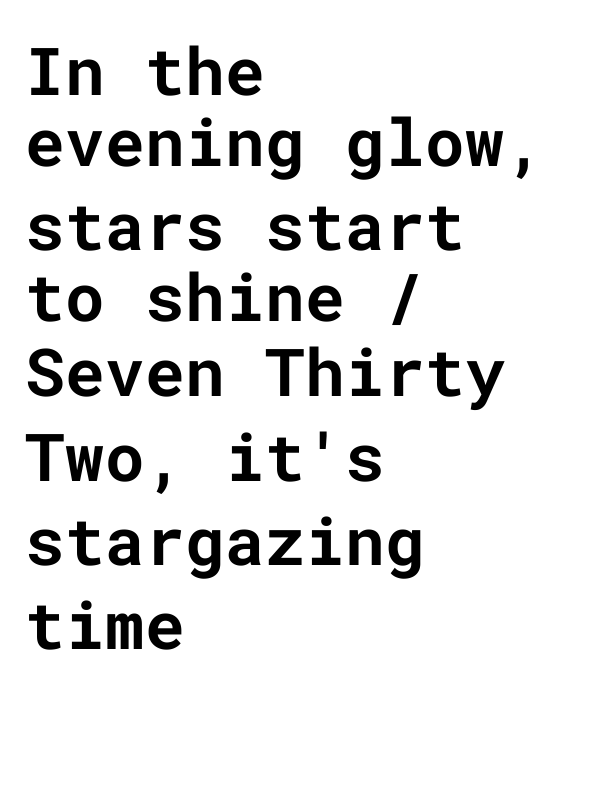 In the
evening glow,
stars start
to shine /
Seven Thirty
Two, it's
stargazing
time